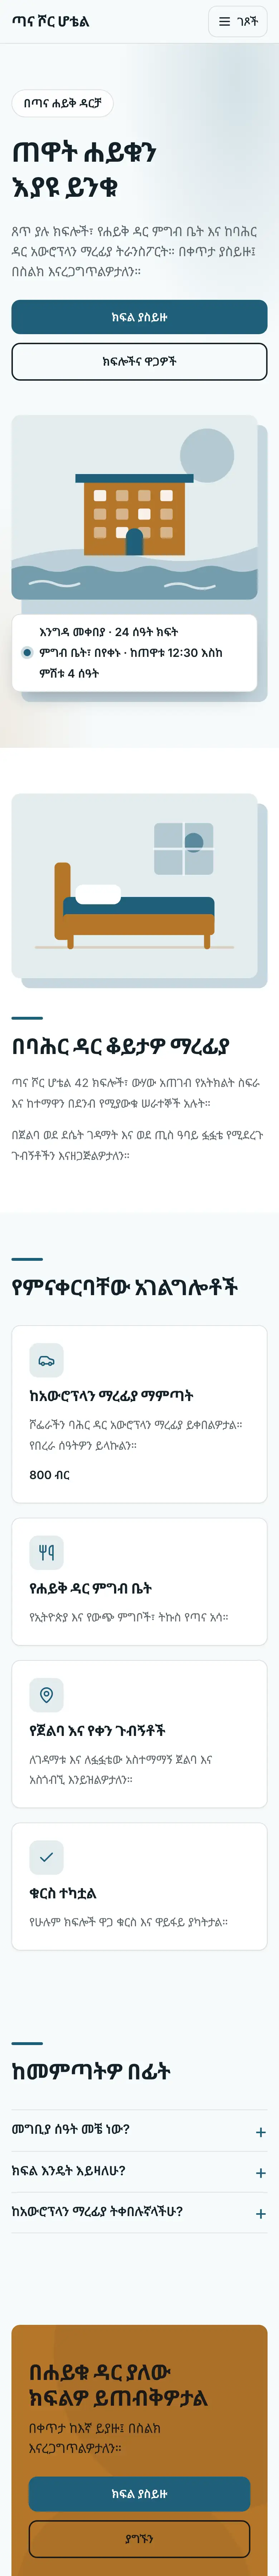 ጣና ሾር ሆቴል
ገጾች
በጣና ሐይቅ ዳርቻ
ጠዋት ሐይቁን
እያዩ ይንቁ
ጸጥ ያሉ ክፍሎች፣ የሐይቅ ዳር ምግብ ቤት እና ከባሕር
ዳር አውሮፕላን ማረፊያ ትራንስፖርት። በቀጥታ ያስይዙ፤
በስልክ እናረጋግጥልዎታለን።
ክፍል ያስይዙ
ክፍሎችና ዋጋዎች
እንግዳ መቀበያ · 24 ሰዓት ክፍት
ምግብ ቤት፣ በየቀኑ · ከጠዋቱ 12:30 እስከ
ምሽቱ 4 ሰዓት
በባሕር ዳር ቆይታዎ ማረፊያ
ጣና ሾር ሆቴል 42 ክፍሎች፣ ውሃው አጠገብ የአትክልት ስፍራ
እና ከተማዋን በደንብ የሚያውቁ ሠራተኞች አሉት።
በጀልባ ወደ ደሴት ገዳማት እና ወደ ጢስ ዓባይ ፏፏቴ የሚደረጉ
ጉብኝቶችን እናዘጋጅልዎታለን።
የምናቀርባቸው አገልግሎቶች
ከአውሮፕላን ማረፊያ ማምጣት
ሾፌራችን ባሕር ዳር አውሮፕላን ማረፊያ ይቀበልዎታል።
የበረራ ሰዓትዎን ይላኩልን።
800 ብር
የሐይቅ ዳር ምግብ ቤት
የኢትዮጵያ እና የውጭ ምግቦች፣ ትኩስ የጣና አሳ።
የጀልባ እና የቀን ጉብኝቶች
ለገዳማቱ እና ለፏፏቴው አስተማማኝ ጀልባ እና
አስጎብኚ እንይዝልዎታለን።
ቁርስ ተካቷል
የሁሉም ክፍሎች ዋጋ ቁርስ እና ዋይፋይ ያካትታል።
ከመምጣትዎ በፊት
መግቢያ ሰዓት መቼ ነው?
ክፍል እንዴት እይዛለሁ?
ከአውሮፕላን ማረፊያ ትቀበሉኛላችሁ?
በሐይቁ ዳር ያለው
ክፍልዎ ይጠብቅዎታል
በቀጥታ ከእኛ ይያዙ፤ በስልክ
እናረጋግጥልዎታለን።
ክፍል ያስይዙ
ያግኙን